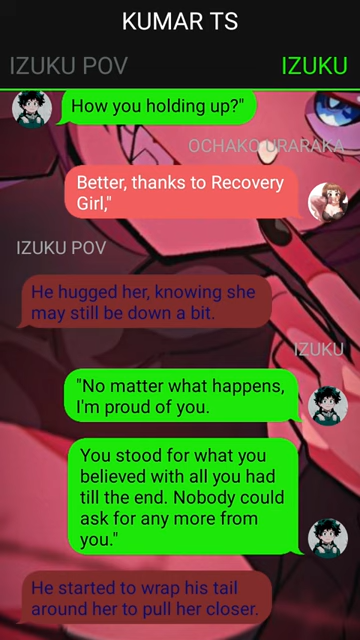 KUMAR TS
IZUKU POV
IZUKU
How you holding up?"
OCHAKO URARAKA
Better, thanks to Recovery
Girl,"
IZUKU POV
He hugged her, knowing she
may still be down a bit.
IZUKU
"No matter what happens,
I'm proud of you.
You stood for what you
believed with all you had
till the end. Nobody could
ask for any more from
you."
He started to wrap his tail
around her to pull her closer.